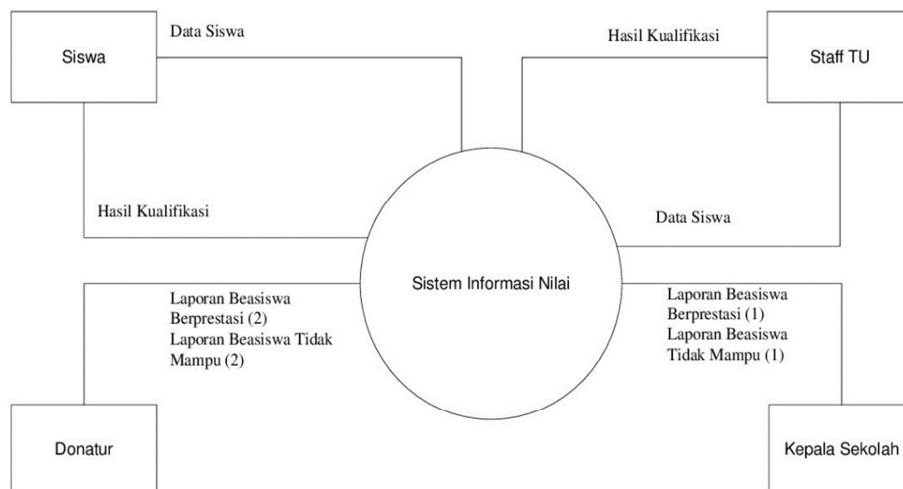 Data Siswa
Hasil Kualifikasi
Siswa
Staff TU
Hasil Kualifikasi
Data Siswa
Sistem Informasi Nilai
Laporan Beasiswa
Berprestasi (2)
Laporan Beasiswa Tidak
Mampu (2)
Laporan Beasiswa
Berprestasi (1)
Laporan Beasiswa
Tidak Mampu (1)
Donatur
Kepala Sekolah